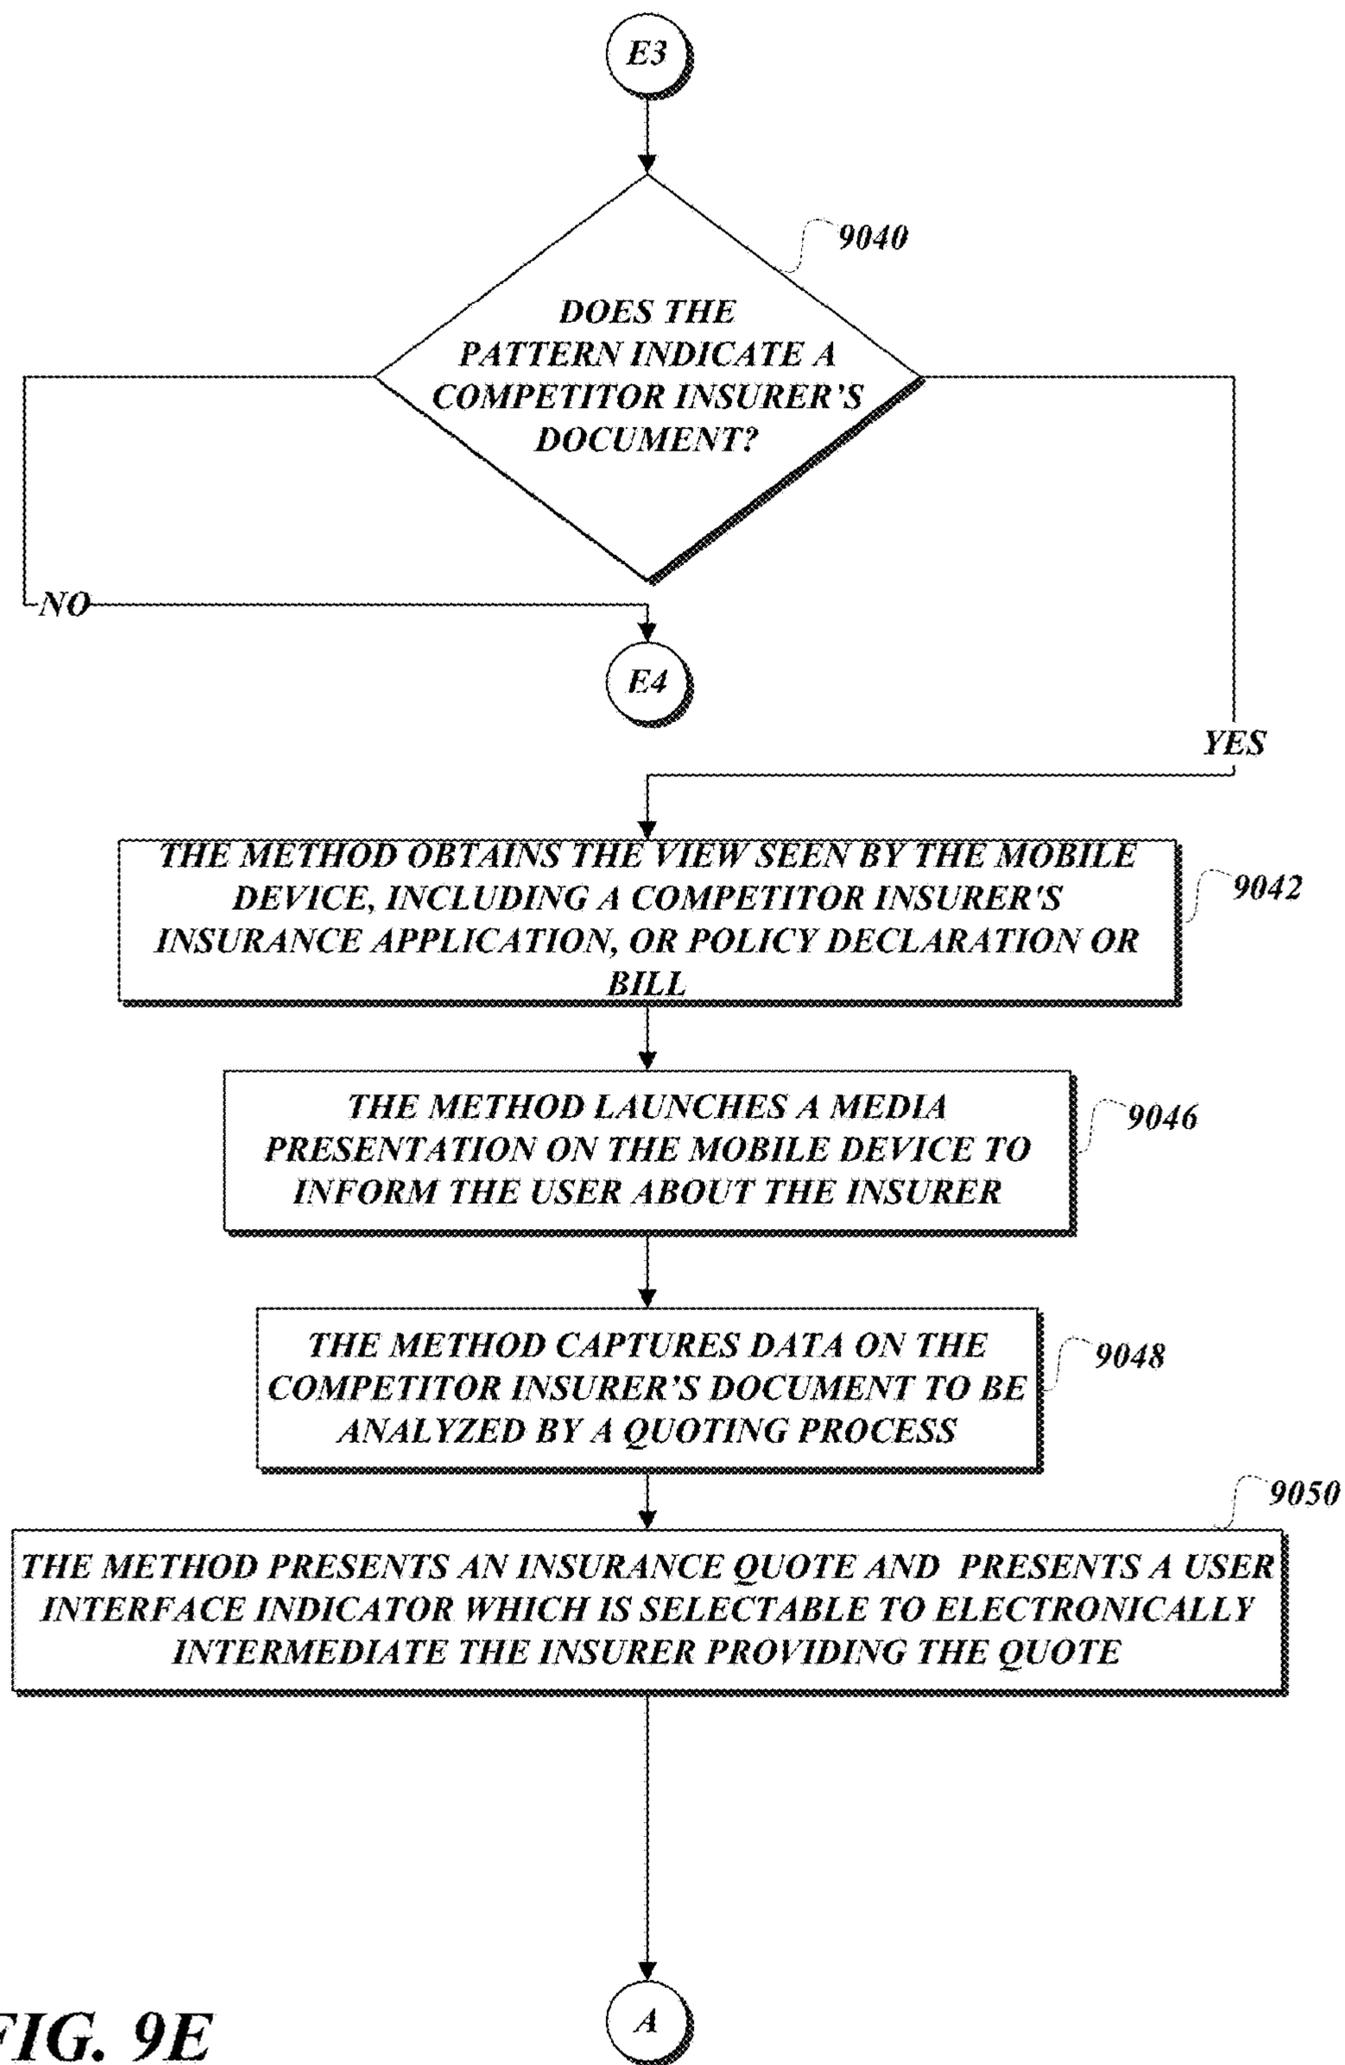 E3
9040
DOES THE
PATTERN INDICATE A
COMPETITOR INSURER’S
DOCUMENT?
NO
E4
YES
THE METHOD OBTAINS THE VIEW SEEN BY THE MOBILE
DEVICE, INCLUDING A COMPETITOR INSURER'S
INSURANCE APPLICATION, OR POLICY DECLARATION OR
BILL
9042
THE METHOD LAUNCHES A MEDIA
PRESENTATION ON THE MOBILE DEVICE TO
INFORM THE USER ABOUT THE INSURER
9046
THE METHOD CAPTURES DATA ON THE
COMPETITOR INSURER’S DOCUMENT TO BE
ANALYZED BY A QUOTING PROCESS
9048
9050
THE METHOD PRESENTS AN INSURANCE QUOTE AND PRESENTS A USER
INTERFACE INDICATOR WHICH IS SELECTABLE TO ELECTRONICALLY
INTERMEDIATE THE INSURER PROVIDING THE QUOTE
A
FIG. 9E